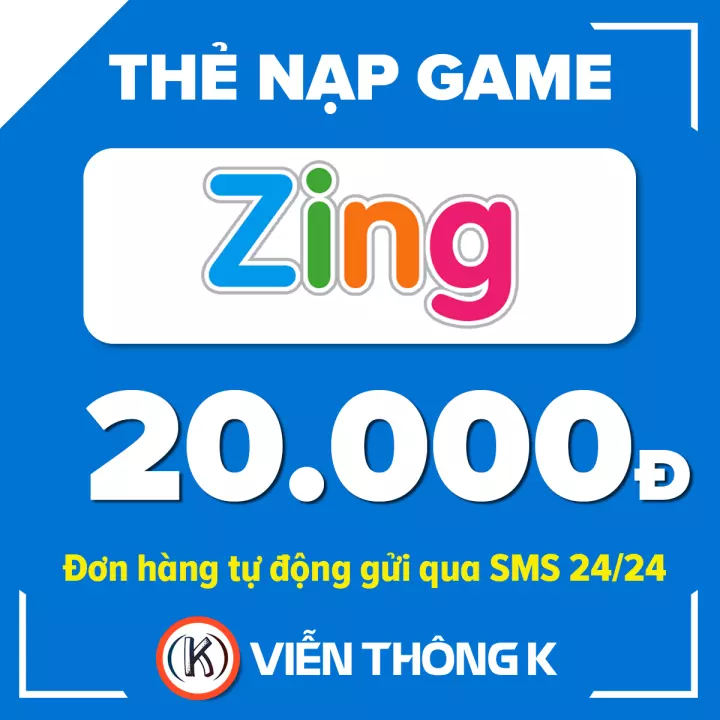 THẺ NẠP GAME
Zing
20.000Đ
Đơn hàng tự động gửi qua SMS 24/24
(K) VIỄN THÔNG K